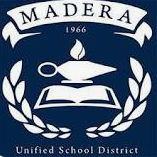 MADERA
1966
Unified School District